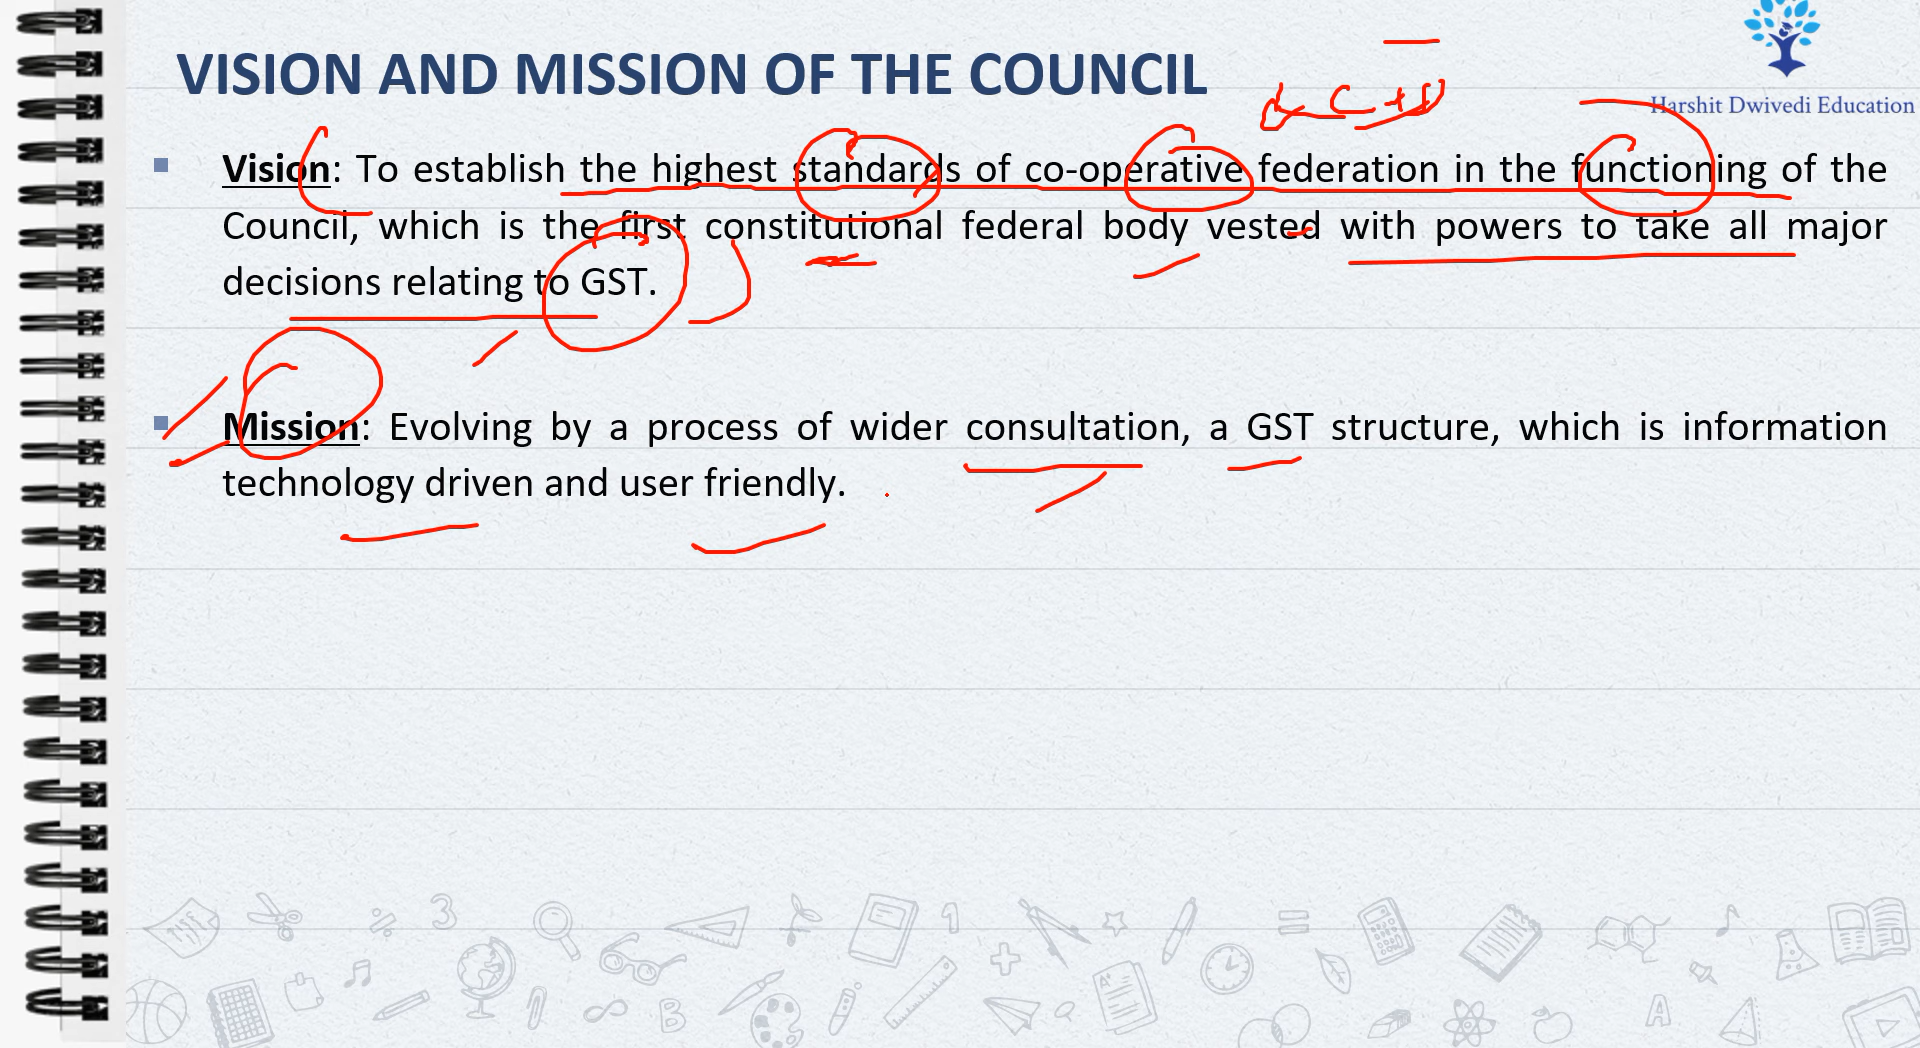 VISION AND MISSION OF THE COUNCIL
Harshit Dwivedi Education
Vision: To establish the highest standards of co-operative federation in the functioning of the
Council, which is the first constitutional federal body vested with powers to take all major
decisions relating to GST.
Mission: Evolving by a process of wider consultation, a GST structure, which is information
technology driven and user friendly.